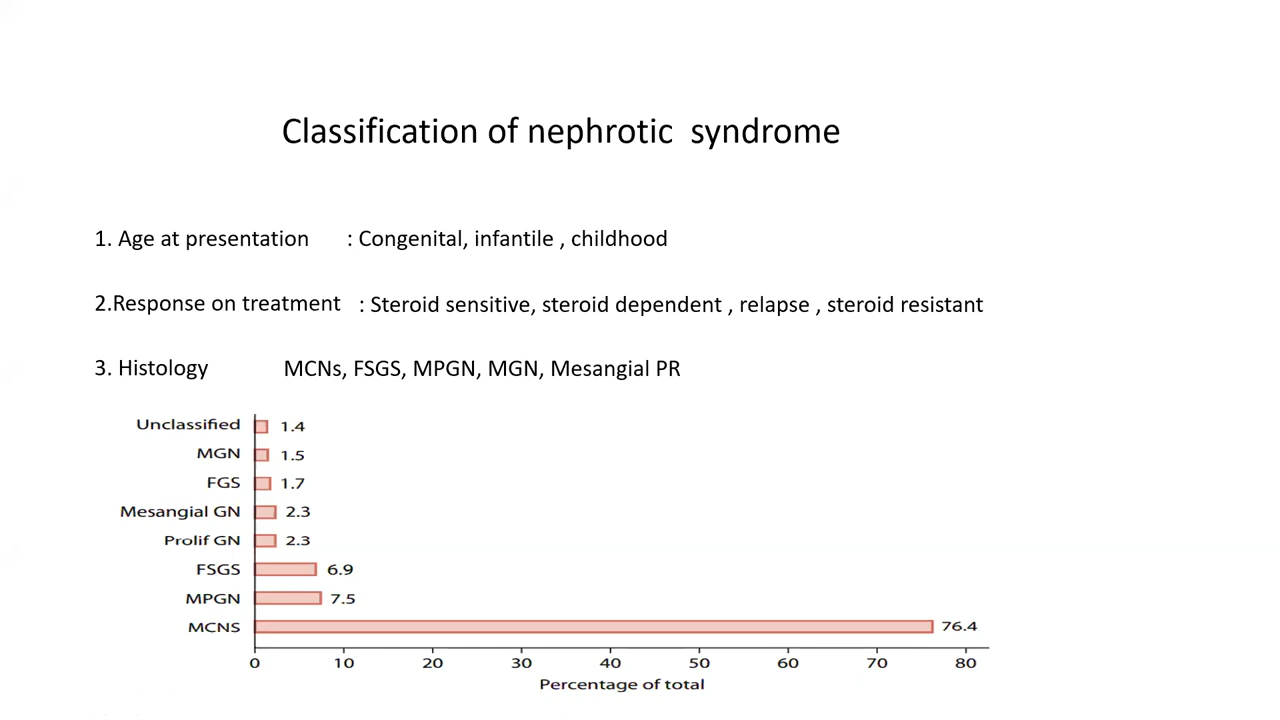 Classification of nephrotic  syndrome
1. Age at presentation : Congenital, infantile , childhood
2.Response on treatment : Steroid sensitive, steroid dependent , relapse , steroid resistant
3. Histology MCNs, FSGS, MPGN, MGN, Mesangial PR
Unclassified 1.4
MGN 1.5
FGS 1.7
Mesangial GN 2.3
Prolif GN 2.3
FSGS 6.9
MPGN 7.5
MCNS 76.4
0 10 20 30 40 50 60 70 80
Percentage of total